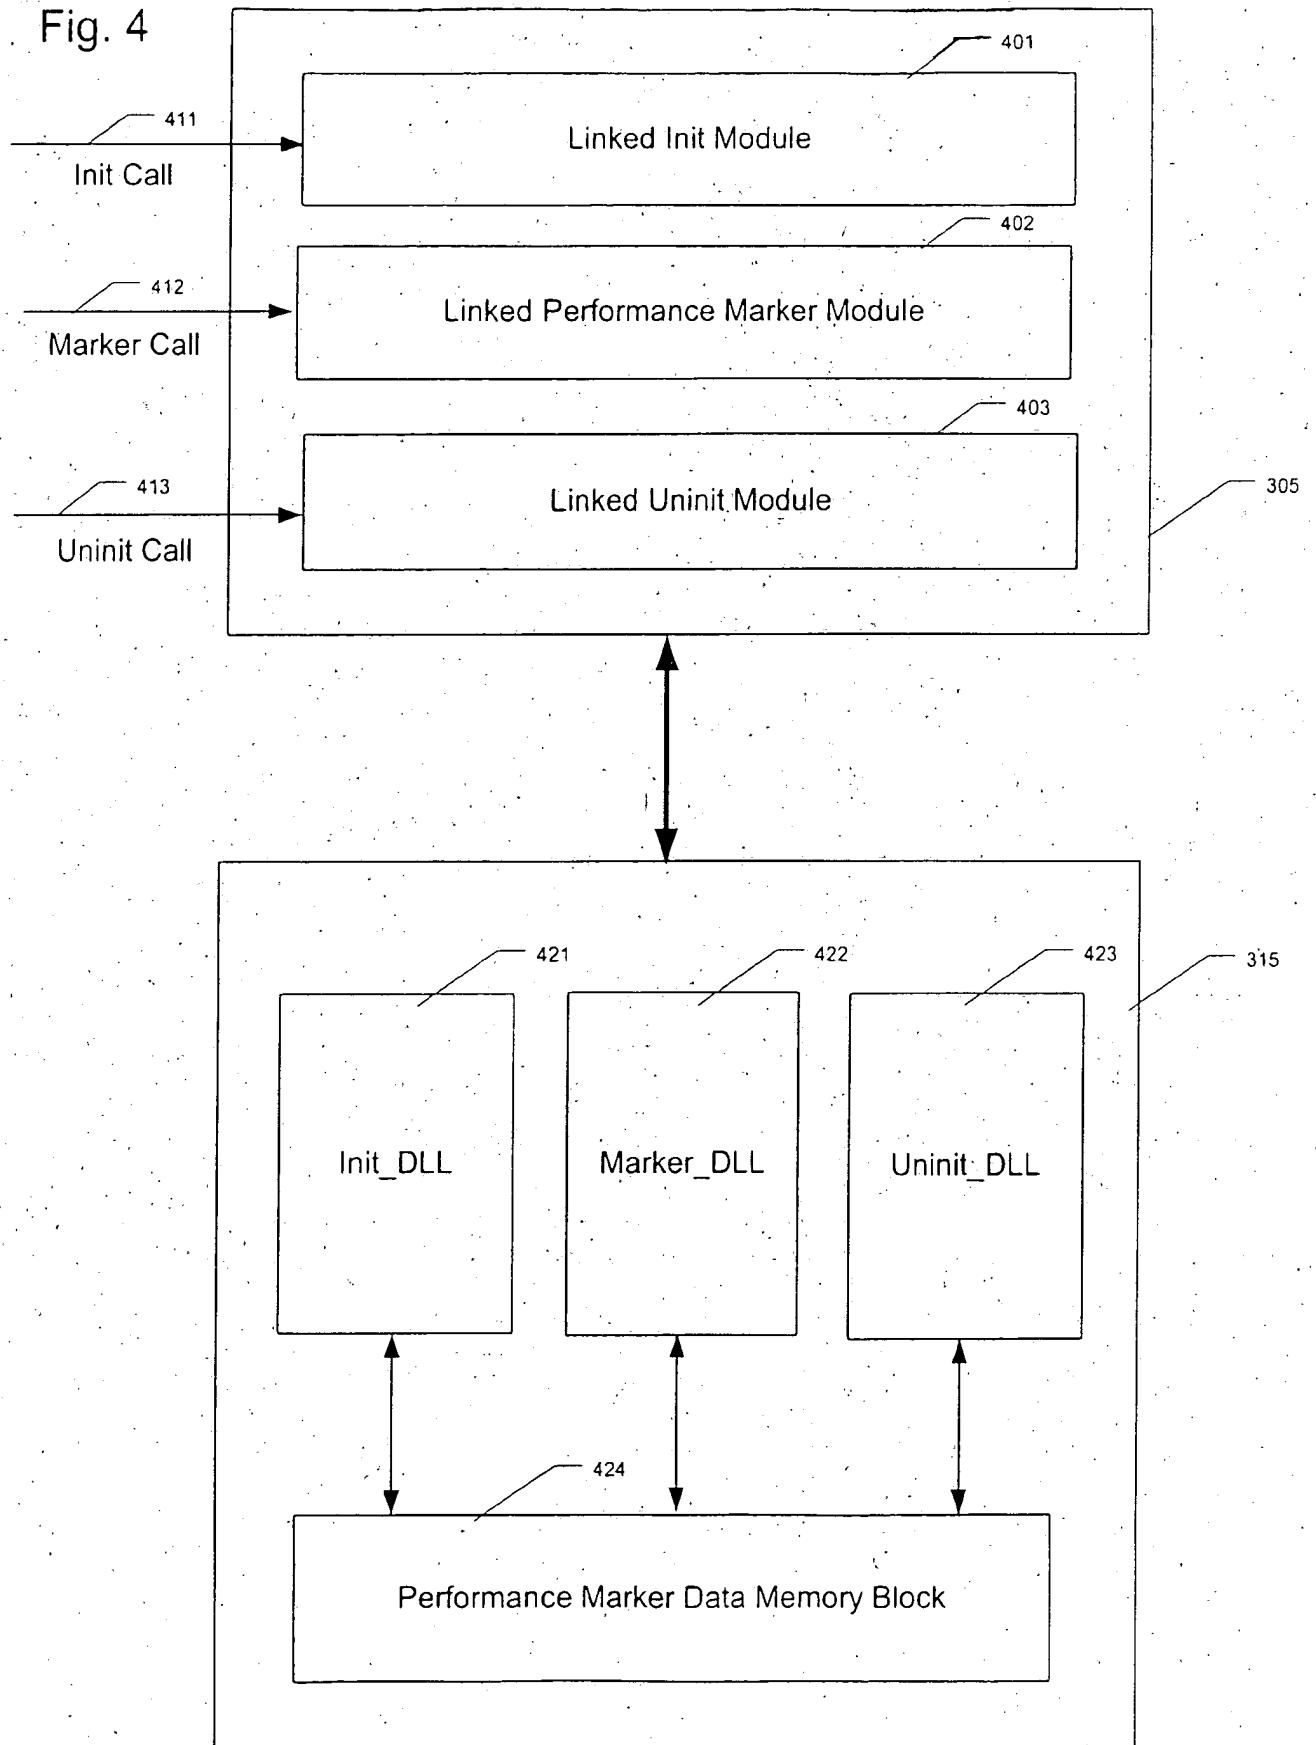 Fig. 4
401
Linked Init Module
411
Init Call
402
Linked Performance Marker Module
412
Marker Call
403
Linked Uninit Module
413
Uninit Call
305
421
422
423
315
Init_DLL
Marker_DLL
Uninit_DLL
424
Performance Marker Data Memory Block